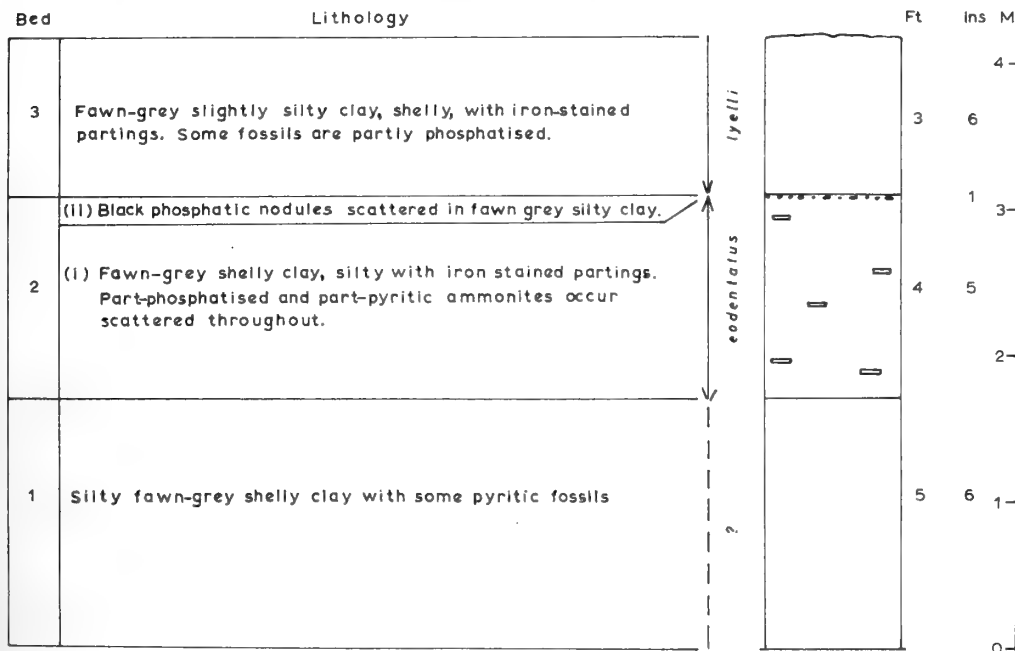 Bed Lithology Ft ins M
4
3 Fawn-grey slightly silty clay, shelly, with iron-stained
partings. Some fossils are partly phosphatised.
lyelli
3 6
(ii) Black phosphatic nodules scattered in fawn grey silty clay.
1
3
2 (i) Fawn-grey shelly clay, silty with iron stained partings.
Part-phosphatised and part-pyritic ammonites occur
scattered throughout.
eodentatus
4 5
2
1 Silty fawn-grey shelly clay with some pyritic fossils
?
5 6
1
0